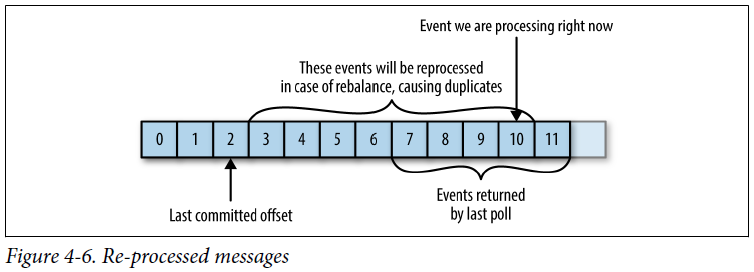 Event we are processing right now
These events will be reprocessed
in case of rebalance, causing duplicates
0 1 2 3 4 5 6 7 8 9 10 11
Last committed offset
Events returned
by last poll
Figure 4-6. Re-processed messages